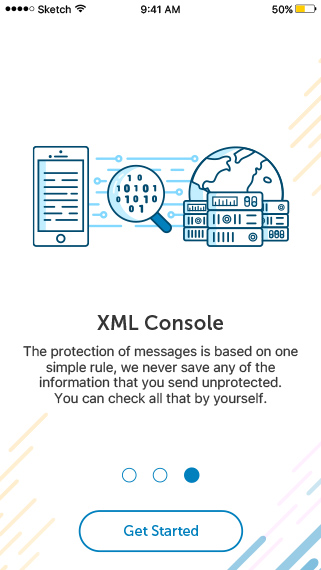 Sketch 9:41 AM 50%
1 0
1 0 1 0 1
0 1 0 1 0
0 1
XML Console
The protection of messages is based on one
simple rule, we never save any of the
information that you send unprotected.
You can check all that by yourself.
Get Started